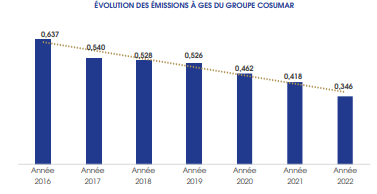 ÉVOLUTION DES ÉMISSIONS À GES DU GROUPE COSUMAR
0,637
0,540
0,528
0,526
0,462
0,418
0,346
Année 2016
Année 2017
Année 2018
Année 2019
Année 2020
Année 2021
Année 2022